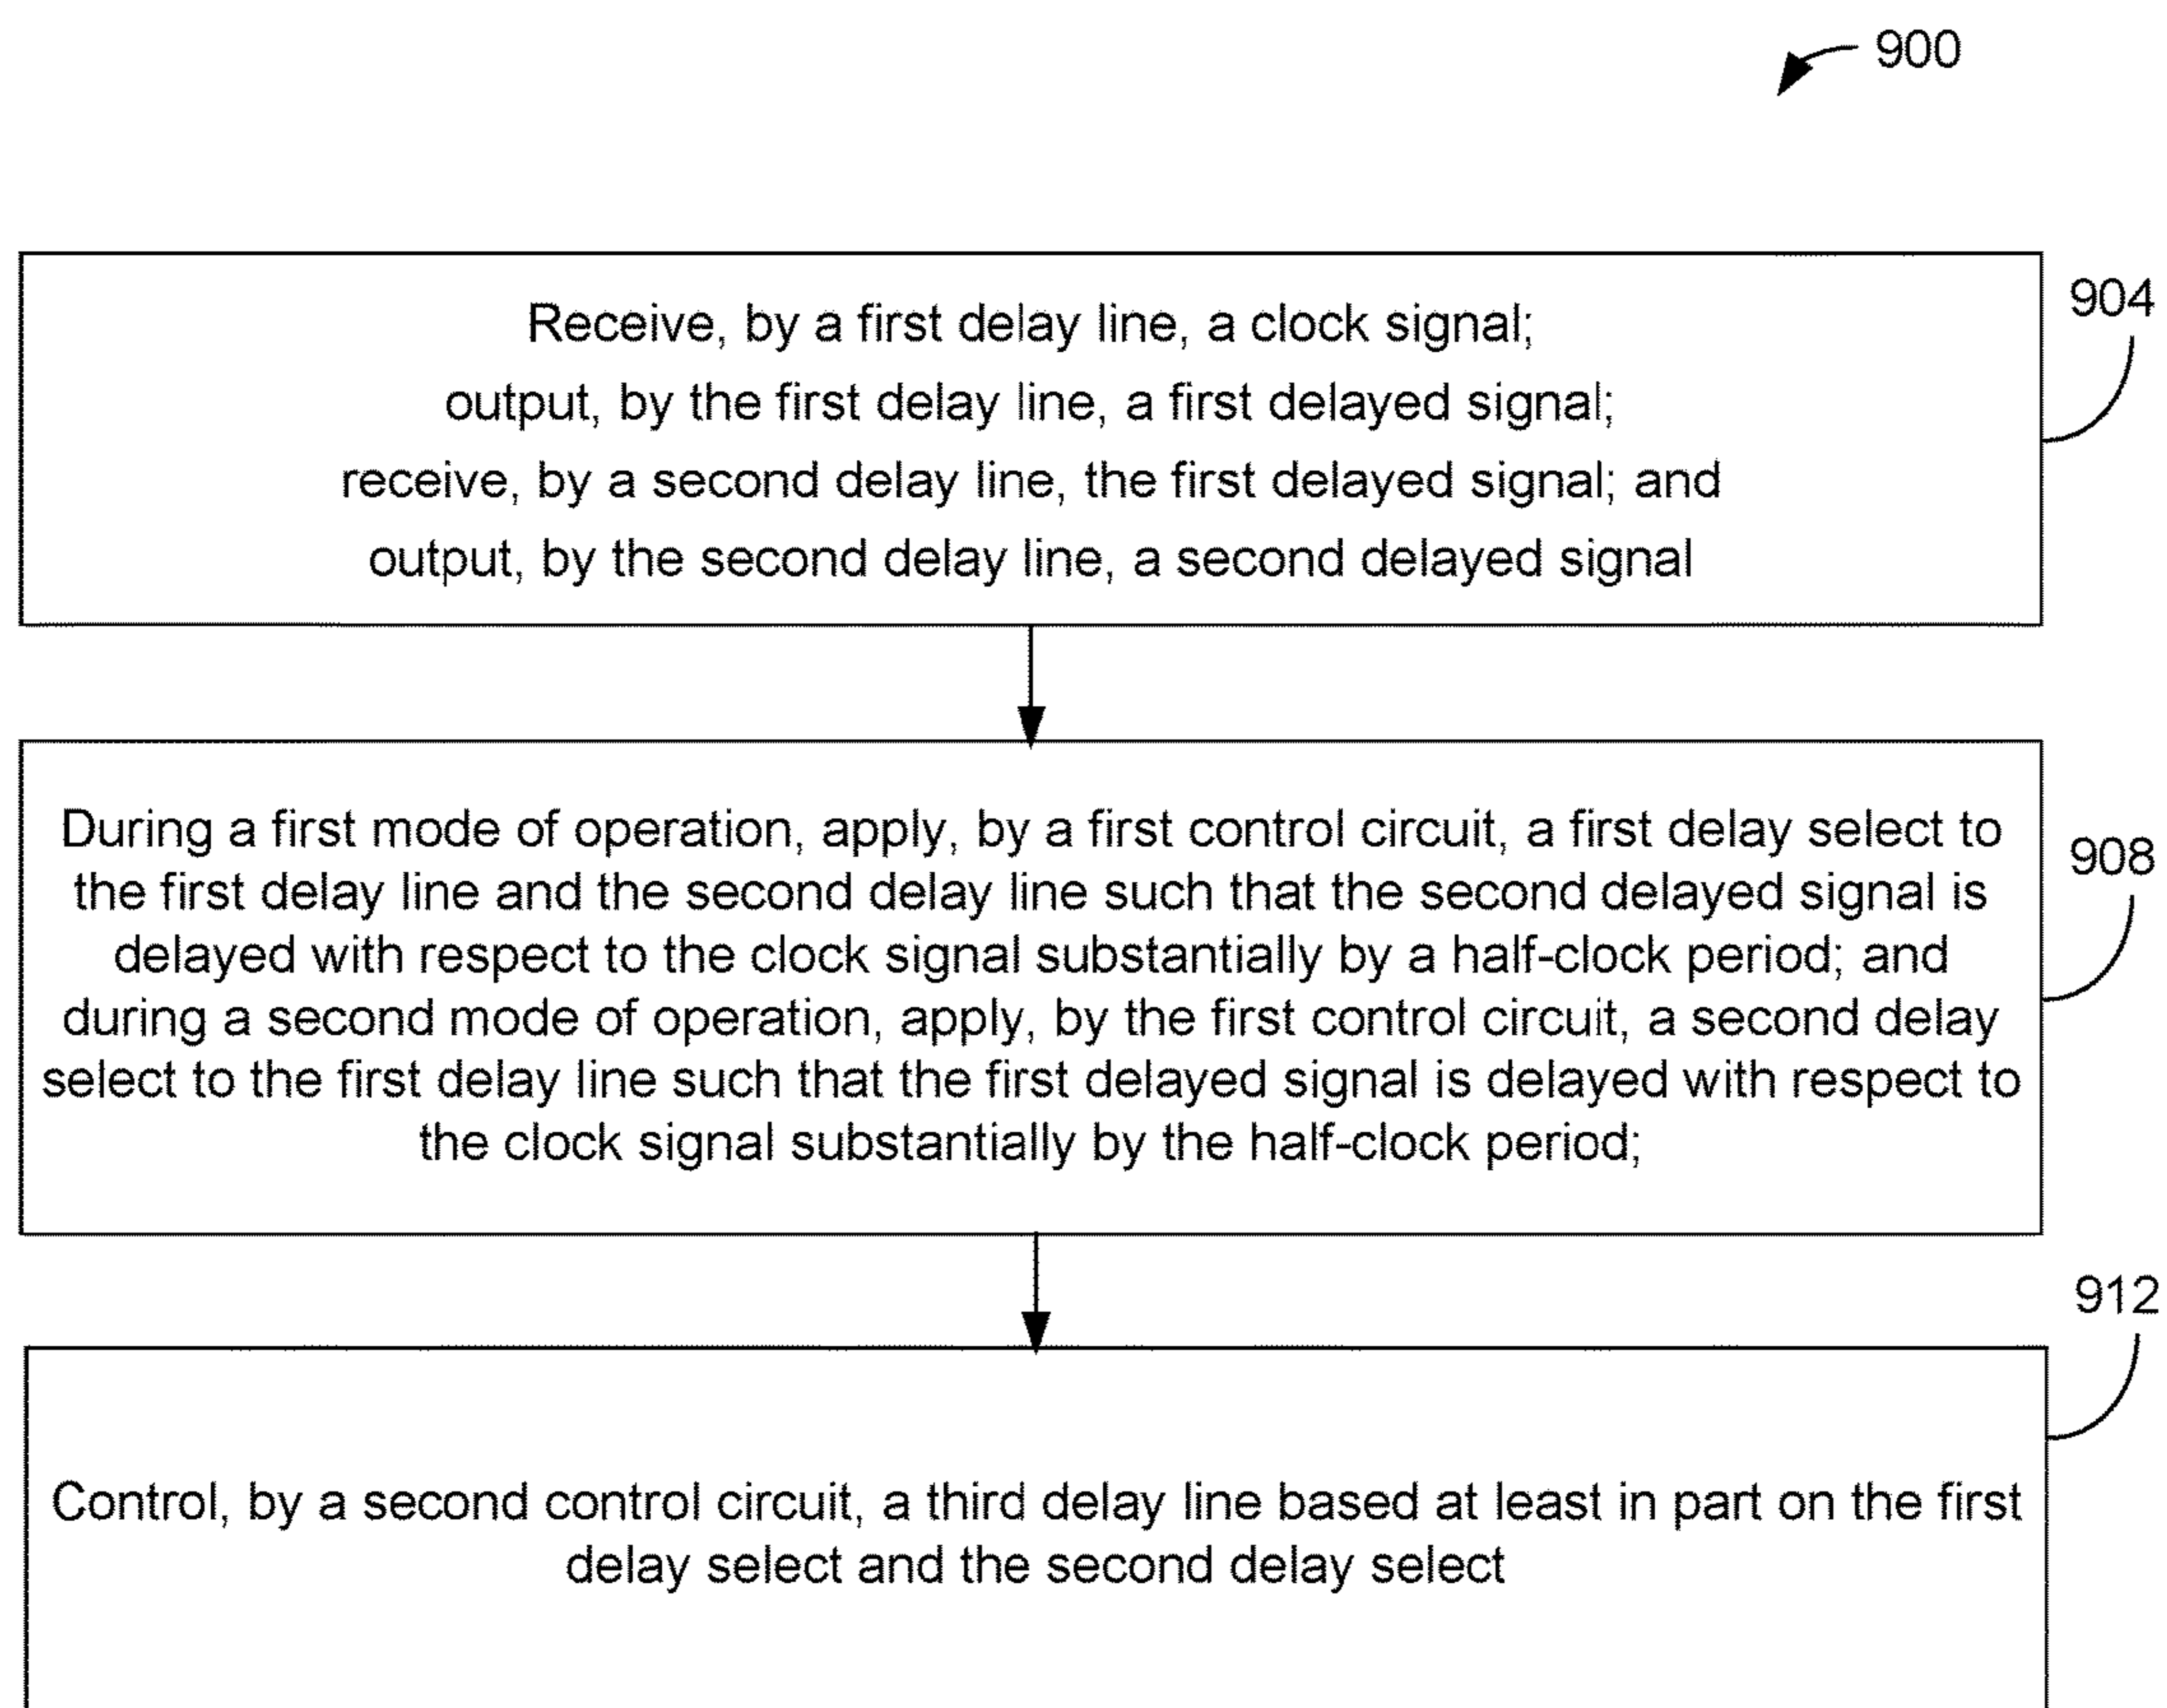 900
904
Receive, by a first delay line, a clock signal;
output, by the first delay line, a first delayed signal;
receive, by a second delay line, the first delayed signal; and
output, by the second delay line, a second delayed signal
908
During a first mode of operation, apply, by a first control circuit, a first delay select to
the first delay line and the second delay line such that the second delayed signal is
delayed with respect to the clock signal substantially by a half-clock period; and
during a second mode of operation, apply, by the first control circuit, a second delay
select to the first delay line such that the first delayed signal is delayed with respect to
the clock signal substantially by the half-clock period;
912
Control, by a second control circuit, a third delay line based at least in part on the first
delay select and the second delay select